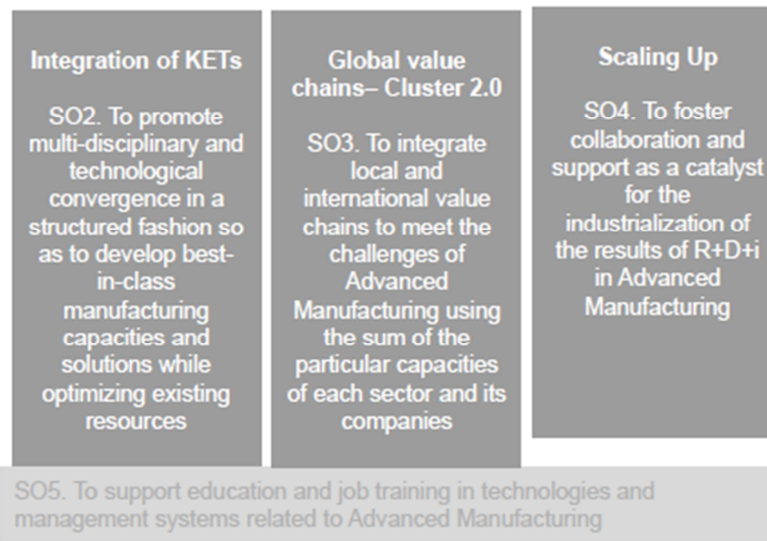 Integration of KETs
SO2. To promote
multi-disciplinary and
technological
convergence in a
structured fashion so
as to develop best-
in-class
manufacturing
capacities and
solutions while
optimizing existing
resources
Global value
chains– Cluster 2.0
SO3. To integrate
local and
international value
chains to meet the
challenges of
Advanced
Manufacturing using
the sum of the
particular capacities
of each sector and its
companies
Scaling Up
SO4. To foster
collaboration and
support as a catalyst
for the
industrialization of
the results of R+D+i
in Advanced
Manufacturing
SO5. To support education and job training in technologies and
management systems related to Advanced Manufacturing